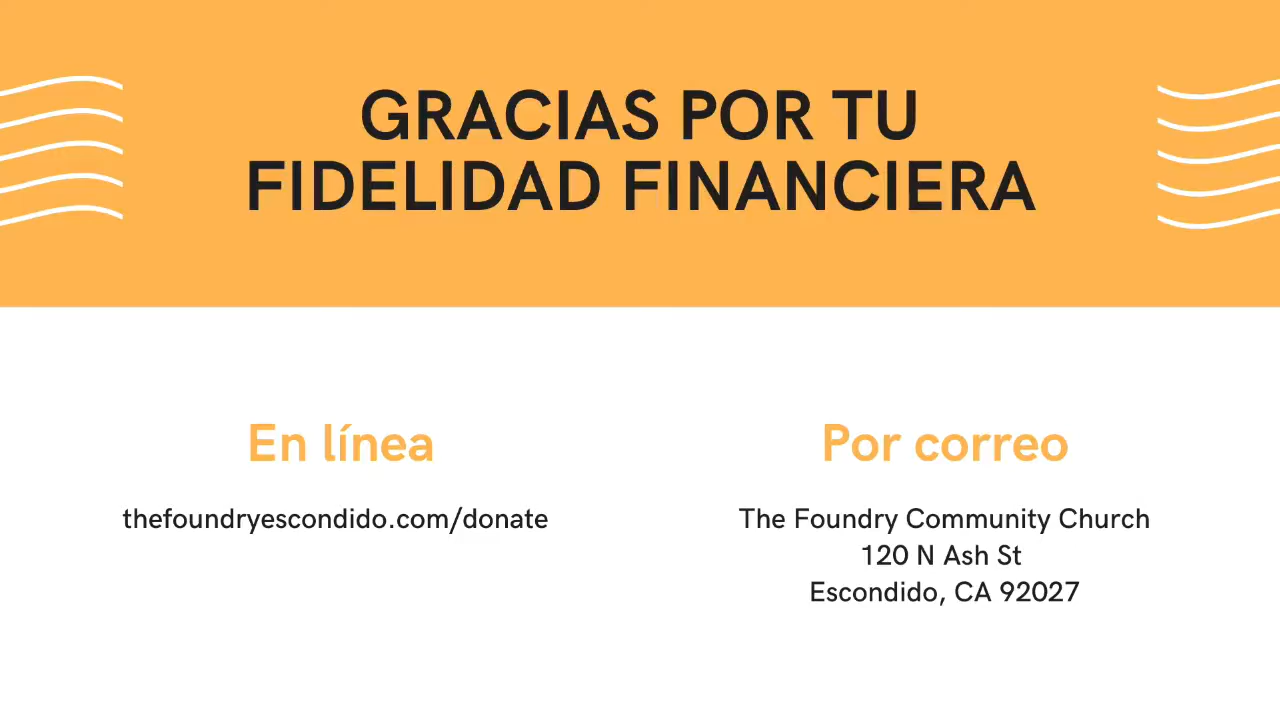 GRACIAS POR TU
FIDELIDAD FINANCIERA
En línea
thefoundryescondido.com/donate
Por correo
The Foundry Community Church
120 N Ash St
Escondido, CA 92027